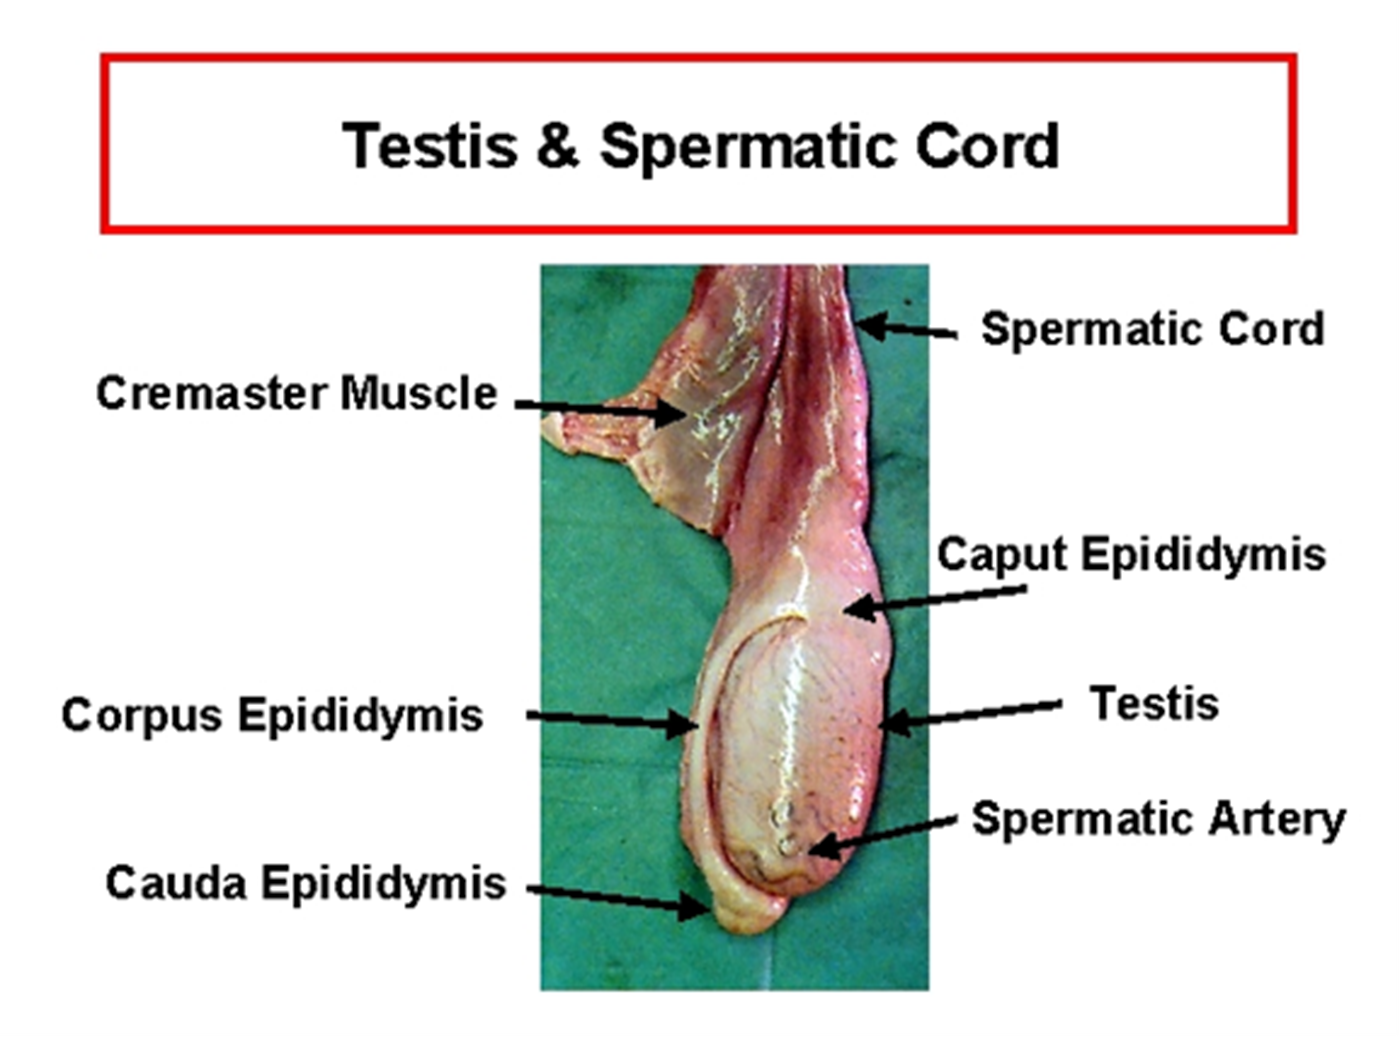 Testis & Spermatic Cord
Spermatic Cord
Cremaster Muscle
Caput Epididymis
Corpus Epididymis
Testis
Spermatic Artery
Cauda Epididymis